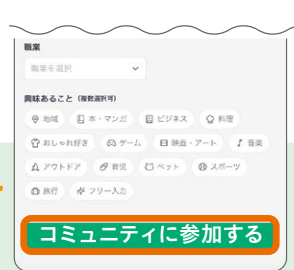 職業
職業を選択
興味あること（複数選択可）
地域 本・マンガ ビジネス 料理
おしゃれ好き ゲーム 映画・アート 音楽
アウトドア 育児 ペット スポーツ
旅行 フリー入力
コミュニティに参加する